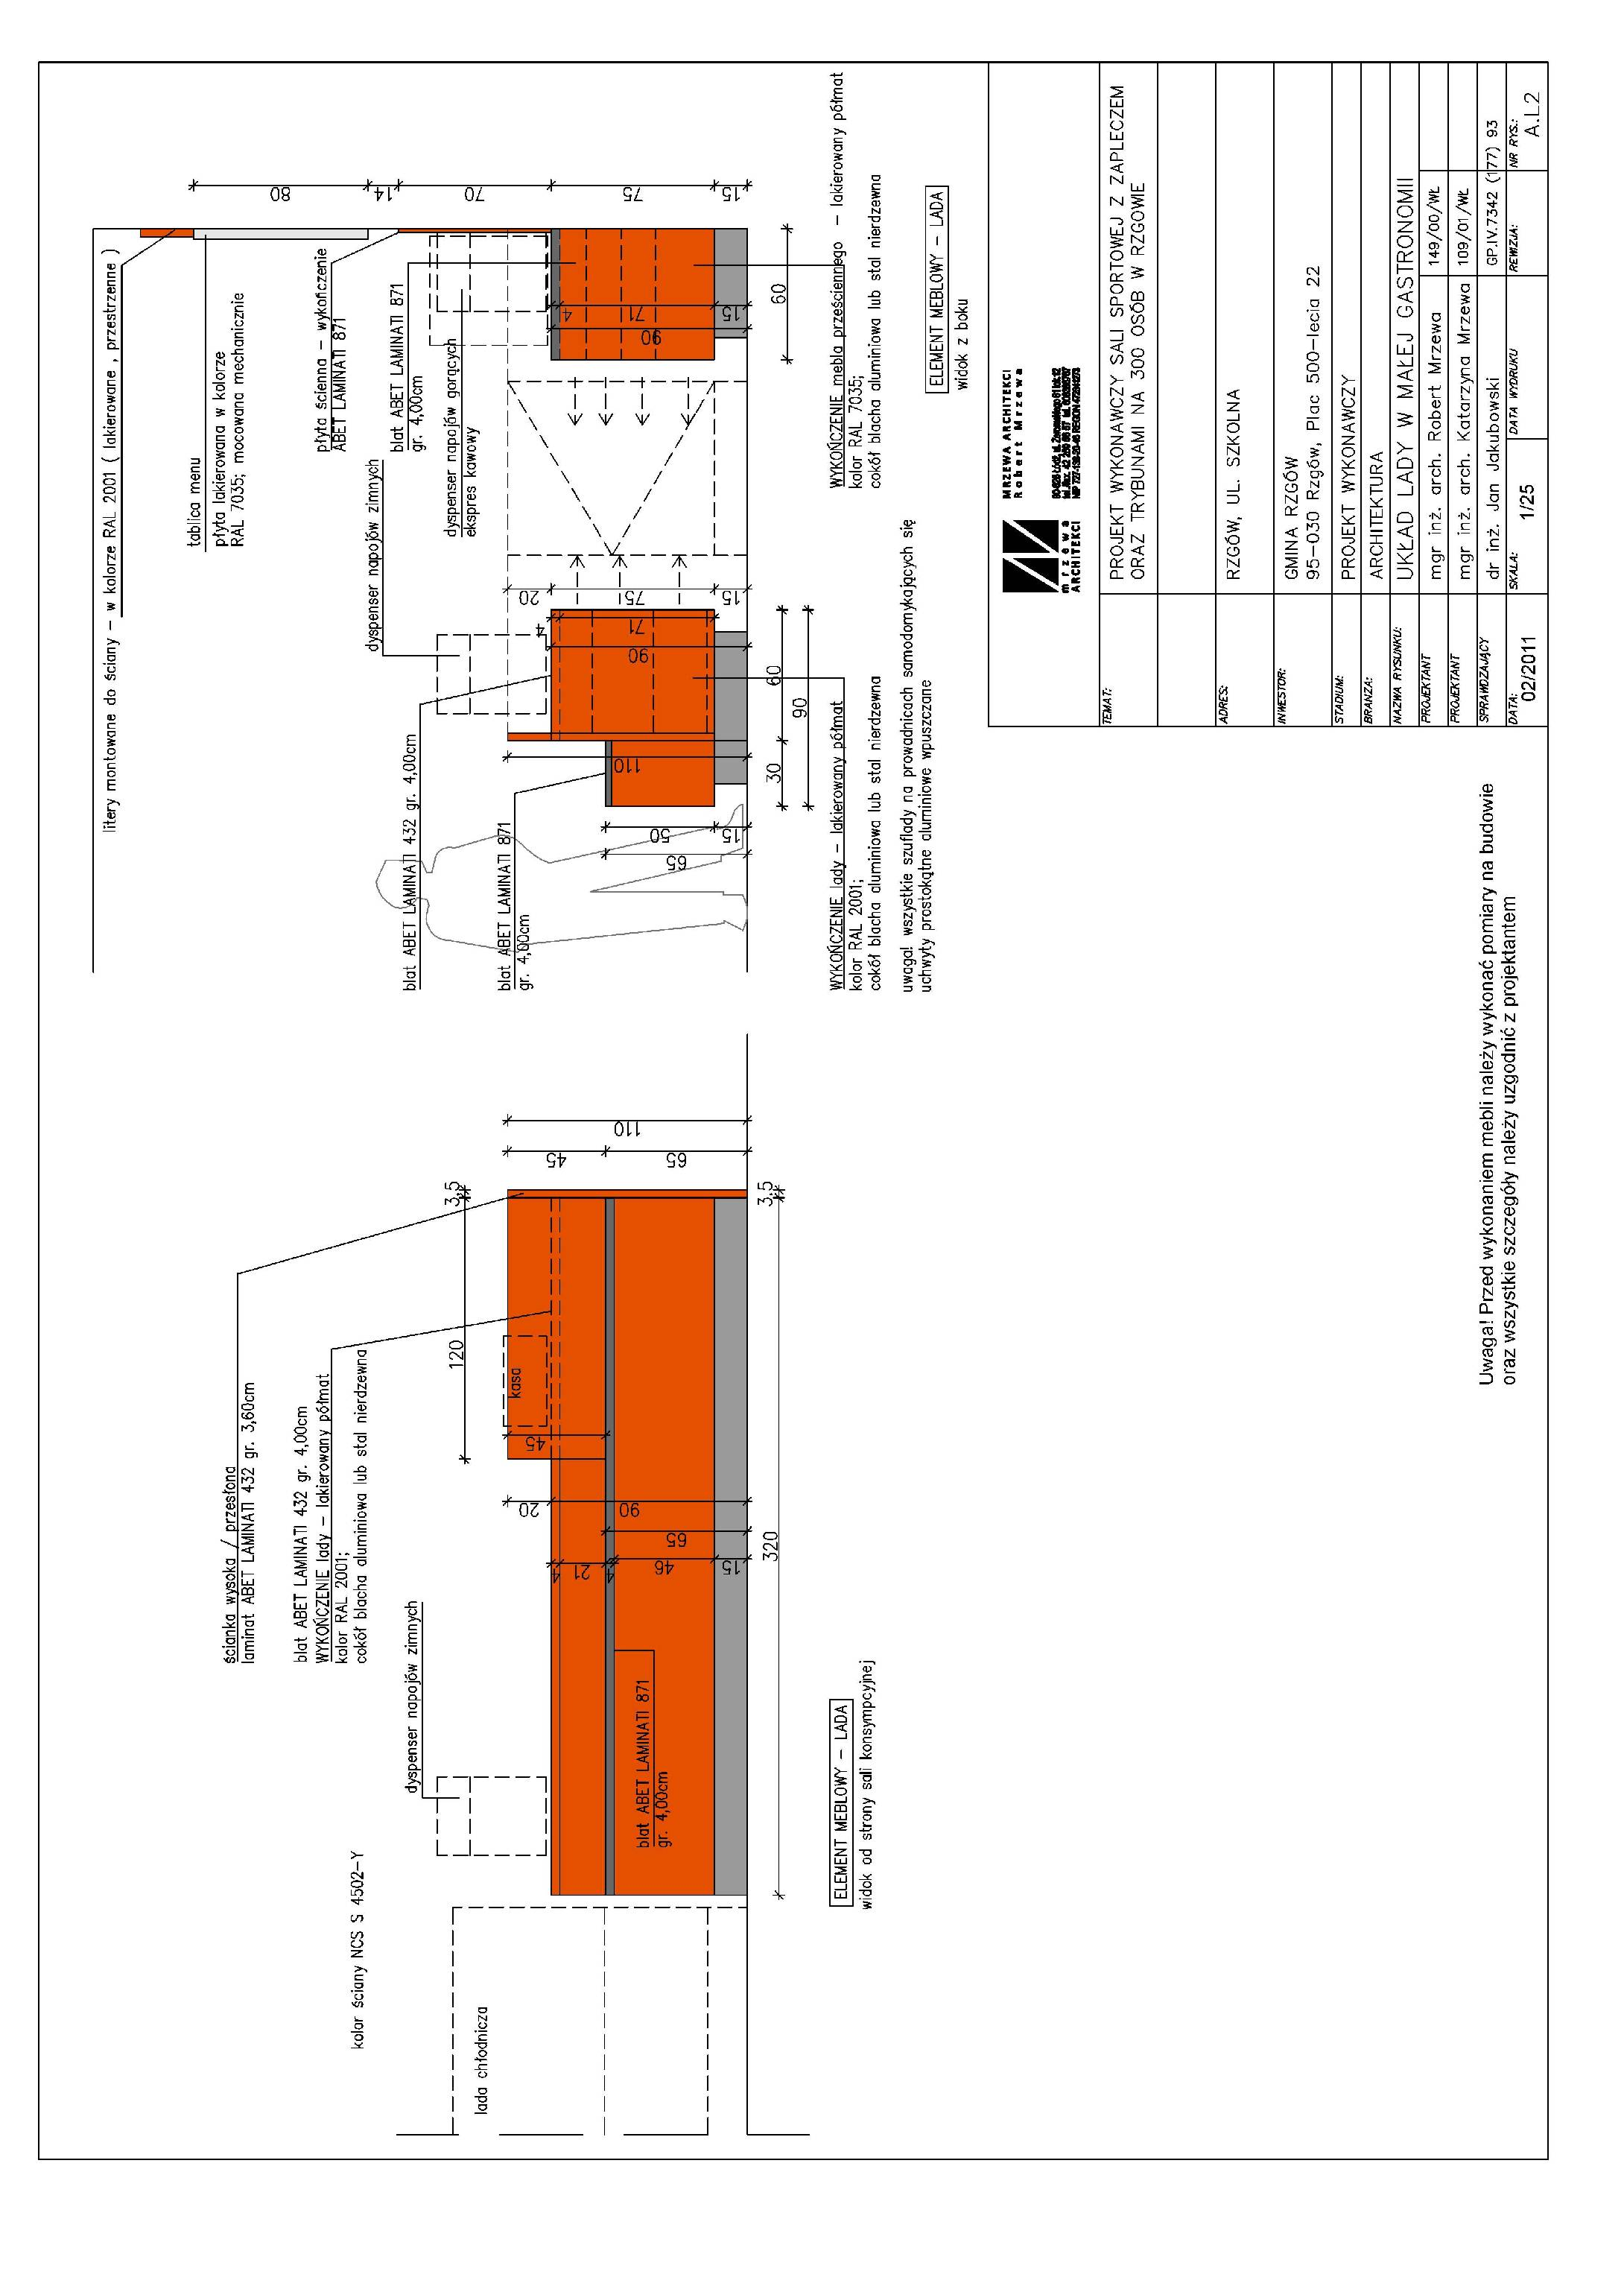 litery montowane do ściany – w kolorze RAL 2001 ( lakierowane , przestrzenne )
tablica menu
płyta lakierowana w kolorze
RAL 7035; mocowana mechanicznie
płyta ścienna – wykończenie
ABET LAMINATI 871
blat ABET LAMINATI 871
gr. 4,00cm
dyspenser napojów gorących
ekspres kawowy
dyspenser napojów zimnych
blat ABET LAMINATI 432 gr. 4,00cm
blat ABET LAMINATI 871
gr. 4,00cm
80
14
70
75
15
4
71
15
90
60
20
75
15
4
71
90
110
60
30
90
50
15
65
WYKOŃCZENIE mebla prześciennego – lakierowany półmat
kolor RAL 7035;
cokół blacha aluminiowa lub stal nierdzewna
WYKOŃCZENIE lady – lakierowany półmat
kolor RAL 2001;
cokół blacha aluminiowa lub stal nierdzewna
uwaga! wszystkie szuflady na prowadnicach samodomykających się
uchwyty prostokątne aluminiowe wpuszczane
ELEMENT MEBLOWY – LADA
widok z boku
ścianka wysoka / przesłona
laminat ABET LAMINATI 432 gr. 3,60cm
blat ABET LAMINATI 432 gr. 4,00cm
WYKOŃCZENIE lady – lakierowany półmat
kolor RAL 2001;
cokół blacha aluminiowa lub stal nierdzewna
dyspenser napojów zimnych
kolor ściany NCS S 4502–Y
lada chłodnicza
kasa
blat ABET LAMINATI 871
gr. 4,00cm
120
3,5
45
20
90
65
4
21
4
46
15
320
3,5
45
65
110
ELEMENT MEBLOWY – LADA
widok od strony sali konsympcyjnej
Uwaga! Przed wykonaniem mebli należy wykonać pomiary na budowie
oraz wszystkie szczegóły należy uzgodnić z projektantem
mrzewa
ARCHITEKCI
MRZEWA ARCHITEKCI
Robert Mrzewa
TEMAT:
PROJEKT WYKONAWCZY SALI SPORTOWEJ Z ZAPLECZEM
ORAZ TRYBUNAMI NA 300 OSÓB W RZGOWIE
ADRES:
RZGÓW, UL. SZKOLNA
INWESTOR:
GMINA RZGÓW
95–030 Rzgów, Plac 500–lecia 22
STADIUM:
PROJEKT WYKONAWCZY
BRANŻA:
ARCHITEKTURA
NAZWA RYSUNKU:
UKŁAD LADY W MAŁEJ GASTRONOMII
PROJEKTANT
mgr inż. arch. Robert Mrzewa
149/00/WŁ
PROJEKTANT
mgr inż. arch. Katarzyna Mrzewa
109/01/WŁ
SPRAWDZAJĄCY
dr inż. Jan Jakubowski
GP.IV.7342 (177) 93
DATA:
02/2011
SKALA:
1/25
DATA WYDRUKU
REWIZJA:
NR RYS.:
A.L2